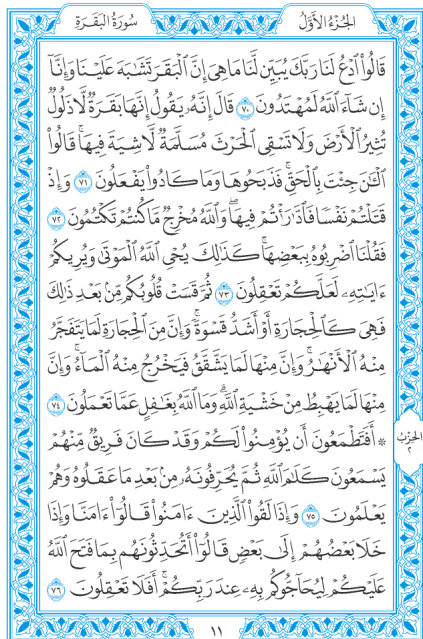 الجُزْءُ الأَوَّلُ
سُورَةُ البَقَرَةِ
قَالُواْ ٱدۡعُ لَنَا رَبَّكَ يُبَيِّن لَّنَا مَا هِيَ إِنَّ ٱلۡبَقَرَ تَشَٰبَهَ عَلَيۡنَا وَإِنَّآ
إِن شَآءَ ٱللَّهُ لَمُهۡتَدُونَ ٧٠ قَالَ إِنَّهُۥ يَقُولُ إِنَّهَا بَقَرَةٞ لَّا ذَلُولٞ
تُثِيرُ ٱلۡأَرۡضَ وَلَا تَسۡقِي ٱلۡحَرۡثَ مُسَلَّمَةٞ لَّا شِيَةَ فِيهَاۚ قَالُواْ
ٱلۡـَٰٔنَ جِئۡتَ بِٱلۡحَقِّۚ فَذَبَحُوهَا وَمَا كَادُواْ يَفۡعَلُونَ ٧١ وَإِذۡ
قَتَلۡتُمۡ نَفۡسٗا فَٱدَّٰرَٰٔتُمۡ فِيهَاۖ وَٱللَّهُ مُخۡرِجٞ مَّا كُنتُمۡ تَكۡتُمُونَ ٧٢
فَقُلۡنَا ٱضۡرِبُوهُ بِبَعۡضِهَاۚ كَذَٰلِكَ يُحۡيِ ٱللَّهُ ٱلۡمَوۡتَىٰ وَيُرِيكُمۡ
ءَايَٰتِهِۦ لَعَلَّكُمۡ تَعۡقِلُونَ ٧٣ ثُمَّ قَسَتۡ قُلُوبُكُم مِّنۢ بَعۡدِ ذَٰلِكَ
فَهِيَ كَٱلۡحِجَارَةِ أَوۡ أَشَدُّ قَسۡوَةٗۚ وَإِنَّ مِنَ ٱلۡحِجَارَةِ لَمَا يَتَفَجَّرُ
مِنۡهُ ٱلۡأَنۡهَٰرُۚ وَإِنَّ مِنۡهَا لَمَا يَشَّقَّقُ فَيَخۡرُجُ مِنۡهُ ٱلۡمَآءُۚ وَإِنَّ
مِنۡهَا لَمَا يَهۡبِطُ مِنۡ خَشۡيَةِ ٱللَّهِۗ وَمَا ٱللَّهُ بِغَٰفِلٍ عَمَّا تَعۡمَلُونَ ٧٤
۞ أَفَتَطۡمَعُونَ أَن يُؤۡمِنُواْ لَكُمۡ وَقَدۡ كَانَ فَرِيقٞ مِّنۡهُمۡ
يَسۡمَعُونَ كَلَٰمَ ٱللَّهِ ثُمَّ يُحَرِّفُونَهُۥ مِنۢ بَعۡدِ مَا عَقَلُوهُ وَهُمۡ
يَعۡلَمُونَ ٧٥ وَإِذَا لَقُواْ ٱلَّذِينَ ءَامَنُواْ قَالُوٓاْ ءَامَنَّا وَإِذَا
خَلَا بَعۡضُهُمۡ إِلَىٰ بَعۡضٖ قَالُوٓاْ أَتُحَدِّثُونَهُم بِمَا فَتَحَ ٱللَّهُ
عَلَيۡكُمۡ لِيُحَآجُّوكُم بِهِۦ عِندَ رَبِّكُمۡۚ أَفَلَا تَعۡقِلُونَ ٧٦
الحِزْبُ
٢
١١